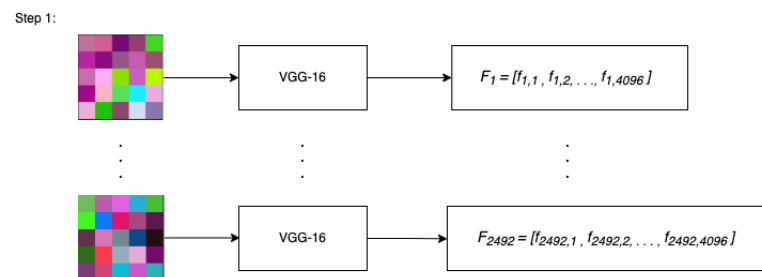 Step 1:
VGG-16
F1 = [f1,1 , f1,2, . . ., f1,4096 ]
. . .
. . .
. . .
VGG-16
F2492 = [f2492,1 , f2492,2, . . . , f2492,4096 ]